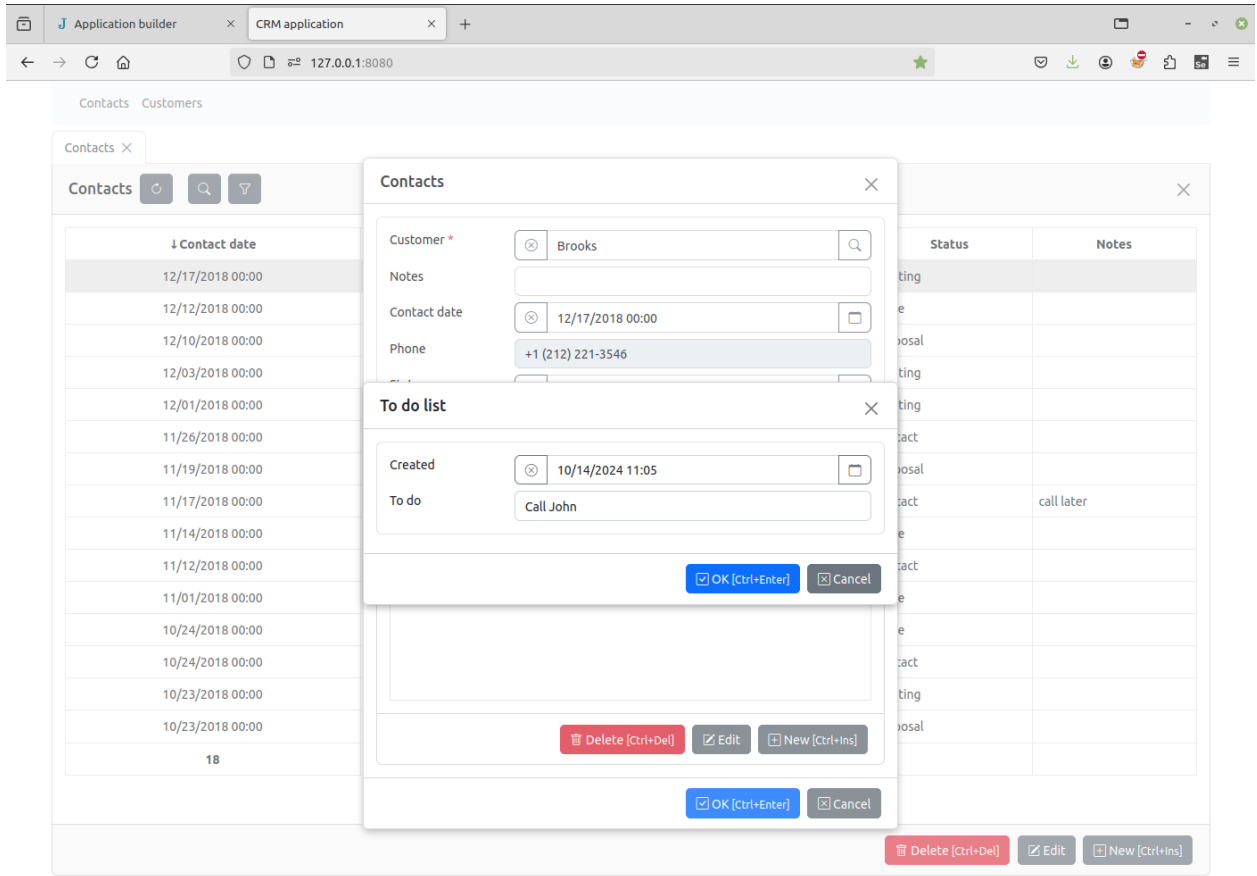 Application builder
CRM application
127.0.0.1:8080
Contacts Customers
Contacts
Contacts
↓Contact date Status Notes
12/17/2018 00:00
12/12/2018 00:00
12/10/2018 00:00
12/03/2018 00:00
12/01/2018 00:00
11/26/2018 00:00
11/19/2018 00:00
11/17/2018 00:00 call later
11/14/2018 00:00
11/12/2018 00:00
11/01/2018 00:00
10/24/2018 00:00
10/24/2018 00:00
10/23/2018 00:00
10/23/2018 00:00
18
Contacts
Customer * Brooks
Notes
Contact date 12/17/2018 00:00
Phone +1 (212) 221-3546
To do list
Created 10/14/2024 11:05
To do Call John
OK [Ctrl+Enter] Cancel
Delete [Ctrl+Del] Edit New [Ctrl+Ins]
OK [Ctrl+Enter] Cancel
Delete [Ctrl+Del] Edit New [Ctrl+Ins]